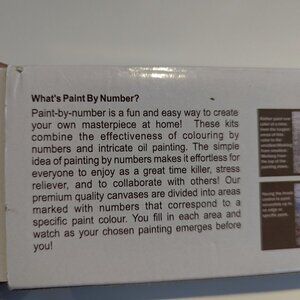 What's Paint By Number?
Paint-by-number is a fun and easy way to create
your own masterpiece at home! These kits
combine the effectiveness of colouring by
numbers and intricate oil painting. The simple
idea of painting by numbers makes it effortless for
everyone to enjoy as a great time killer, stress
reliever, and to collaborate with others! Our
premium quality canvases are divided into areas
marked with numbers that correspond to a
specific paint colour. You fill in each area and
watch as your chosen painting emerges before
you!